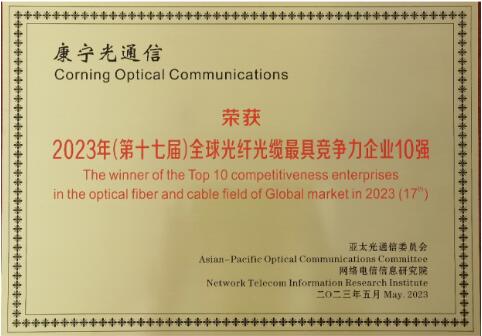 康宁光通信
Corning Optical Communications
荣获
2023年(第十七届)全球光纤光缆最具竞争力企业10强
The winner of the Top 10 competitiveness enterprises
in the optical fiber and cable field of Global market in 2023 (17th)
亚太光通信委员会
Asian-Pacific Optical Communications Committee
网络电信信息研究院
Network Telecom Information Research Institute
二〇二三年五月 May. 2023